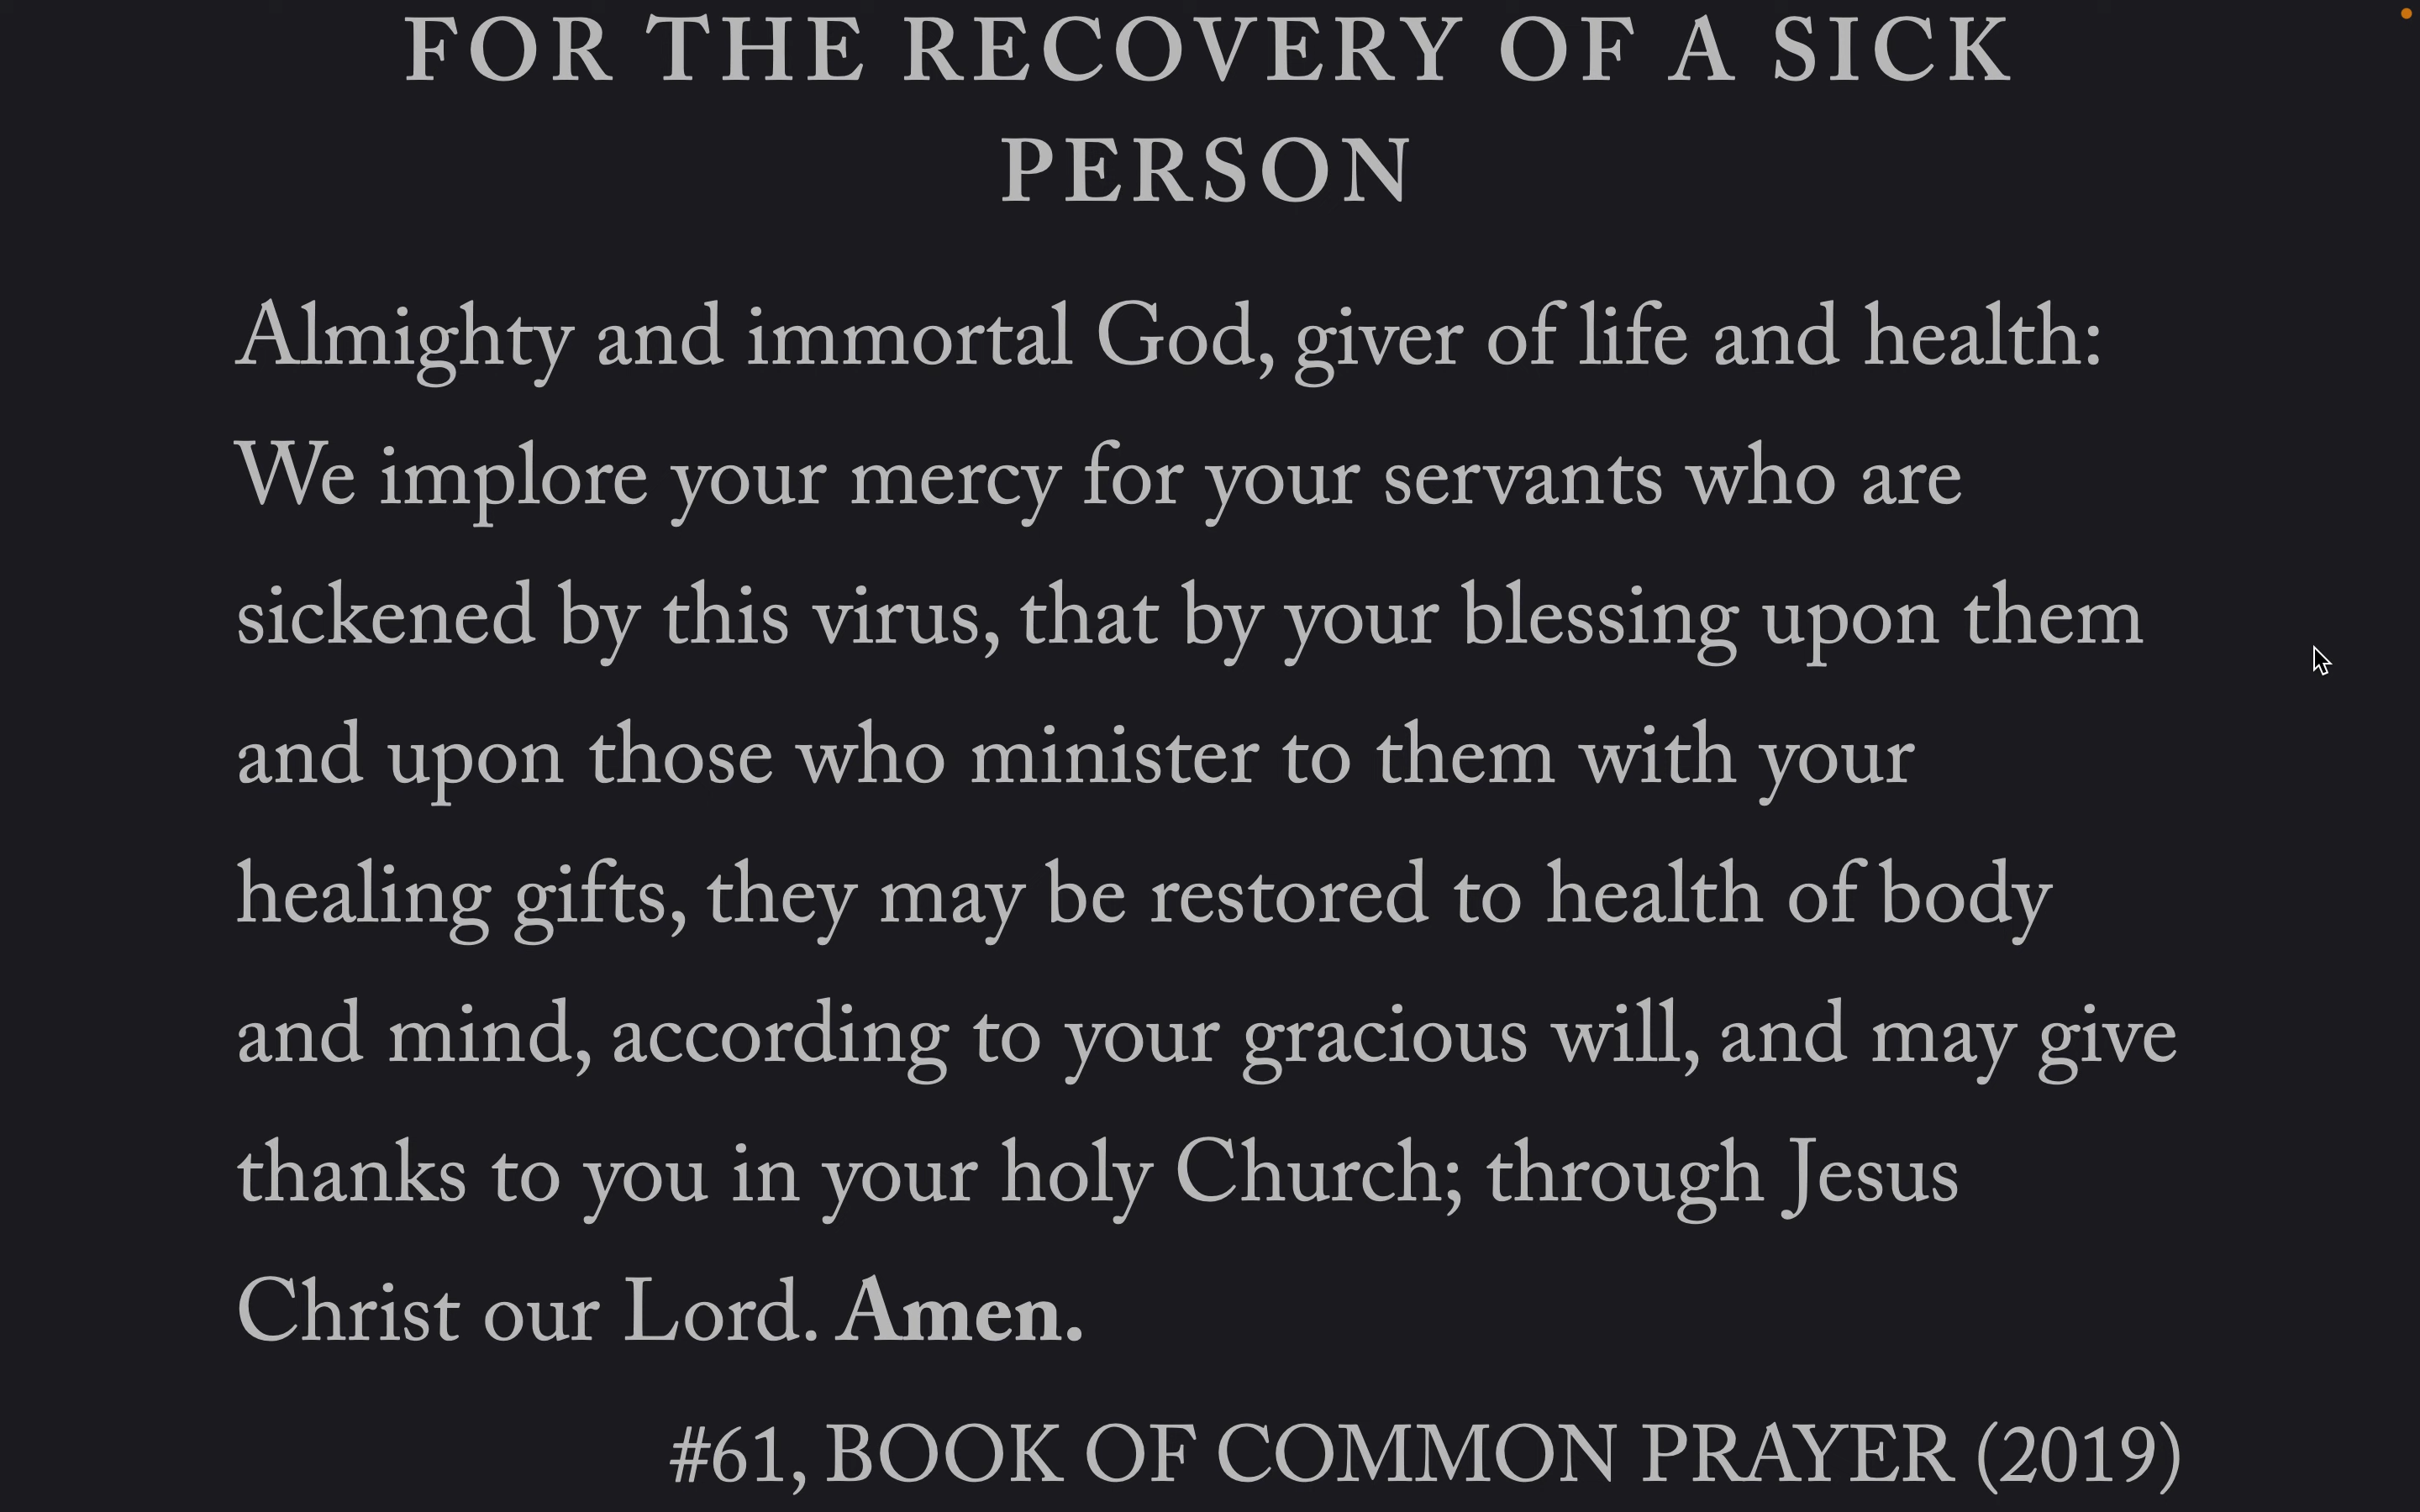 FOR THE RECOVERY OF A SICK
PERSON
Almighty and immortal God, giver of life and health:
We implore your mercy for your servants who are
sickened by this virus, that by your blessing upon them
and upon those who minister to them with your
healing gifts, they may be restored to health of body
and mind, according to your gracious will, and may give
thanks to you in your holy Church; through Jesus
Christ our Lord. Amen.
#61, BOOK OF COMMON PRAYER (2019)